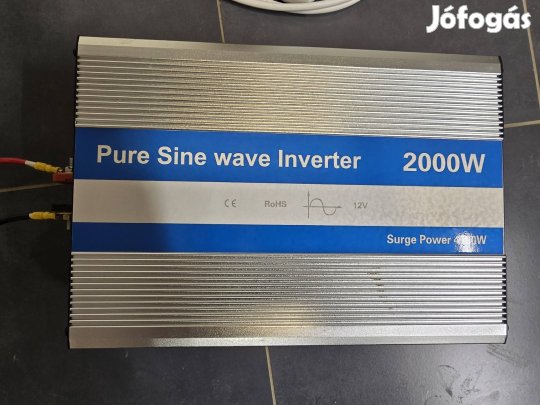 Jófogás
Pure Sine wave Inverter 2000W
CE RoHS 12V
Surge Power